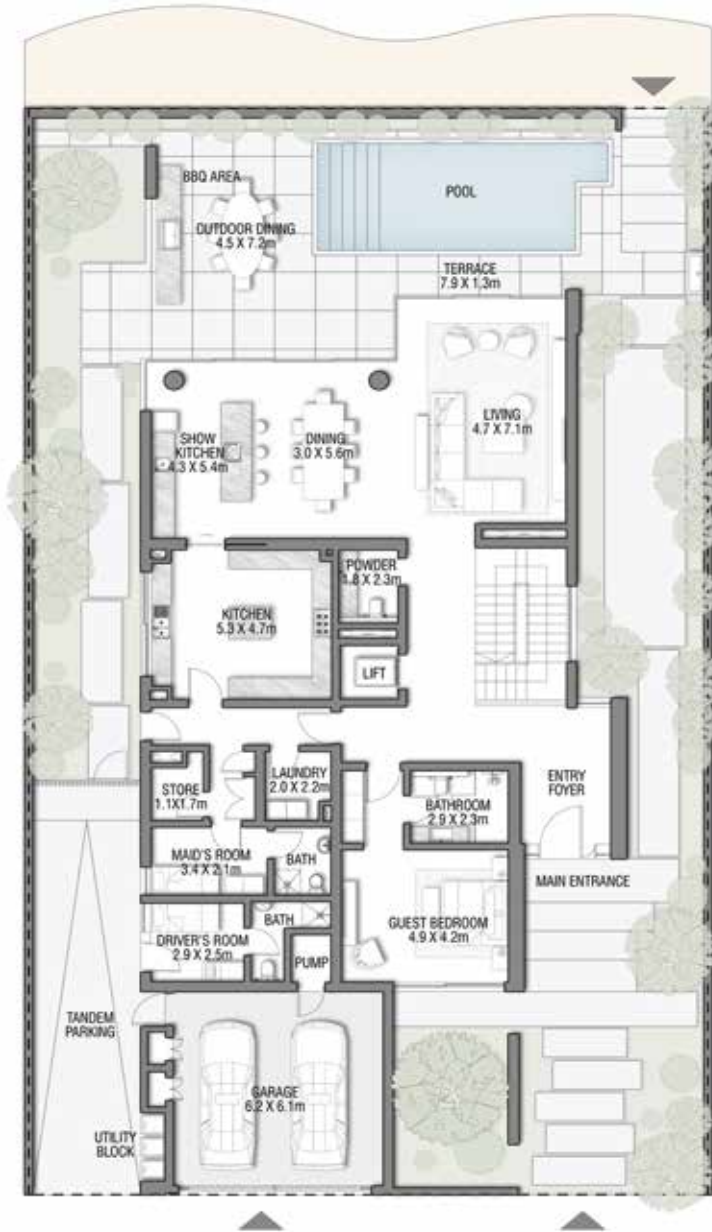 POOL
BBQ AREA
OUTDOOR DINING
4.5 X 7.2m
TERRACE
7.9 X 1.3m
LIVING
4.7 X 7.1m
SHOW
KITCHEN
4.3 X 5.4m
DINING
3.0 X 5.6m
POWDER
1.8 X 2.3m
KITCHEN
5.3 X 4.7m
LIFT
STORE
1.1X1.7m
LAUNDRY
2.0 X 2.2m
BATHROOM
2.9 X 2.3m
ENTRY
FOYER
MAID'S ROOM
3.4 X 2.1m
BATH
MAIN ENTRANCE
DRIVER'S ROOM
2.9 X 2.5m
BATH
GUEST BEDROOM
4.9 X 4.2m
PUMP
TANDEM
PARKING
GARAGE
6.2 X 6.1m
UTILITY
BLOCK